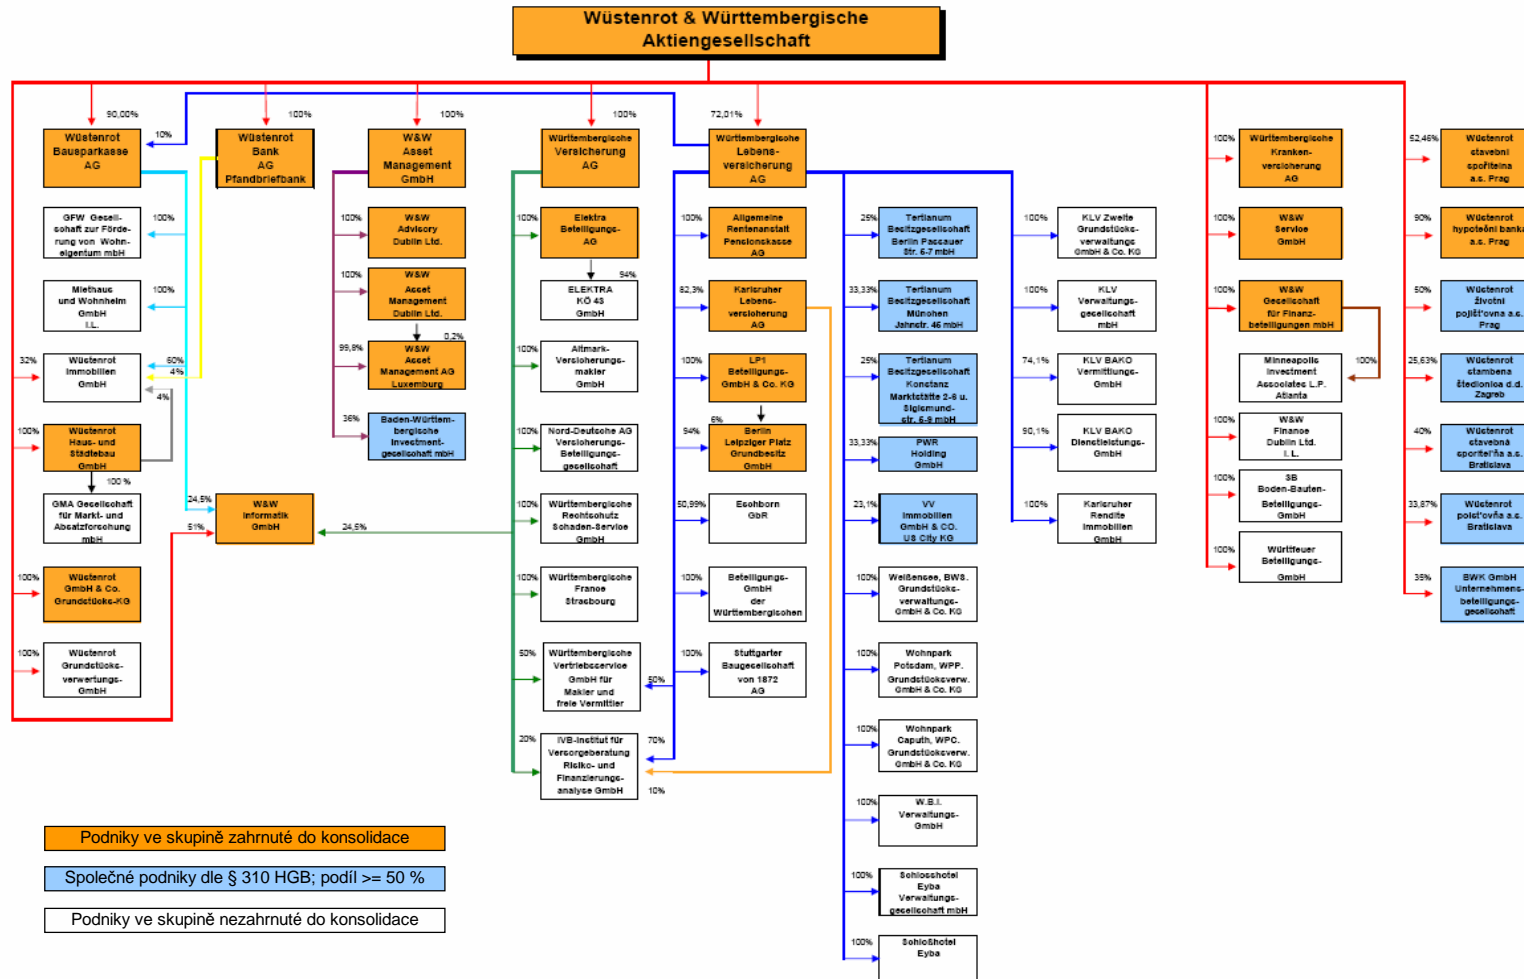 Wüstenrot & Württembergische
Aktiengesellschaft
90,00%
100%
100%
100%
72,01%
10%
Wüstenrot
Bausparkasse
AG
Wüstenrot
Bank
AG
Pfandbriefbank
W&W
Asset
Management
GmbH
Württembergische
Versicherung
AG
Württembergische
Lebens-
versicherung
AG
100%
Württembergische
Kranken-
versicherung
AG
52,46%
Wüstenrot
stavební
spořitelna
a.s. Prag
100%
GFW Gesell-
schaft zur Förde-
rung von Wohn-
eigentum mbH
100%
W&W
Advisory
Dublin Ltd.
100%
Elektra
Beteiligungs-
AG
100%
Allgemeine
Rentenanstalt
Pensionskasse
AG
25%
Tertianum
Besitzgesellschaft
Berlin Passauer
Str. 5-7 mbH
100%
KLV Zweite
Grundstücks-
verwaltungs
GmbH & Co. KG
100%
W&W
Service
GmbH
90%
Wüstenrot
hypoteční banka
a.s. Prag
100%
Miethaus
und Wohnheim
GmbH
i.L.
100%
W&W
Asset
Management
Dublin Ltd.
94%
ELEKTRA
KÖ 43
GmbH
82,3%
Karlsruher
Lebens-
versicherung
AG
33,33%
Tertianum
Besitzgesellschaft
München
Jahnstr. 45 mbH
100%
KLV
Verwaltungs-
gesellschaft
mbH
100%
W&W
Gesellschaft
für Finanz-
beteiligungen mbH
50%
Wüstenrot
životní
pojišťovna a.s.
Prag
32%
Wüstenrot
Immobilien
GmbH
60%
4%
4%
0,2%
99,8%
W&W
Asset
Management AG
Luxemburg
100%
Altmark-
Versicherungs-
makler
GmbH
100%
LP1
Beteiligungs-
GmbH & Co. KG
25%
Tertianum
Besitzgesellschaft
Konstanz
Marktstätte 2-6 u.
Sigismund-
str. 5-9 mbH
74,1%
KLV BAKO
Vermittlungs-
GmbH
Minneapolis
Investment
Associates L.P.
Atlanta
100%
25,63%
Wüstenrot
stambena
štedionica d.d.
Zagreb
100%
Wüstenrot
Haus- und
Städtebau
GmbH
36%
Baden-Württem-
bergische
Investment-
gesellschaft mbH
100%
Nord-Deutsche AG
Versicherungs-
Beteiligungs-
gesellschaft
6%
94%
Berlin
Leipziger Platz
Grundbesitz
GmbH
33,33%
PWR
Holding
GmbH
90,1%
KLV BAKO
Dienstleistungs-
GmbH
100%
W&W
Finance
Dublin Ltd.
i. L.
40%
Wüstenrot
stavebná
sporiteľňa a.s.
Bratislava
100 %
GMA Gesellschaft
für Markt- und
Absatzforschung
mbH
24,5%
51%
W&W
Informatik
GmbH
24,5%
100%
Württembergische
Rechtschutz
Schaden-Service
GmbH
50,99%
Eschborn
GbR
23,1%
VV
Immobilien
GmbH & CO.
US City KG
100%
Karlsruher
Rendite
Immobilien
GmbH
100%
3B
Boden-Bauten-
Beteiligungs-
GmbH
33,87%
Wüstenrot
poisťovňa a.s.
Bratislava
100%
Wüstenrot
GmbH & Co.
Grundstücks-KG
100%
Württembergische
France
Strasbourg
100%
Beteiligungs-
GmbH
der
Württembergischen
100%
Weißensee, BWS.
Grundstücks-
verwaltungs-
GmbH & Co. KG
100%
Württfeuer
Beteiligungs-
GmbH
35%
BWK GmbH
Unternehmens-
beteiligungs-
gesellschaft
100%
Wüstenrot
Grundstücks-
verwertungs-
GmbH
50%
Württembergische
Vertriebsservice
GmbH für
Makler und
freie Vermittler
50%
100%
Stuttgarter
Baugesellschaft
von 1872
AG
100%
Wohnpark
Potsdam, WPP.
Grundstücksverw.
GmbH & Co. KG
20%
IVB-Institut für
Versorgeberatung
Risiko- und
Finanzierungs-
analyse GmbH
70%
10%
100%
Wohnpark
Caputh, WPC.
Grundstücksverw.
GmbH & Co. KG
100%
W.B.I.
Verwaltungs-
GmbH
100%
Schlosshotel
Eyba
Verwaltungs-
gesellschaft mbH
100%
Schloßhotel
Eyba
Podniky ve skupině zahrnuté do konsolidace
Společné podniky dle § 310 HGB; podíl >= 50 %
Podniky ve skupině nezahrnuté do konsolidace